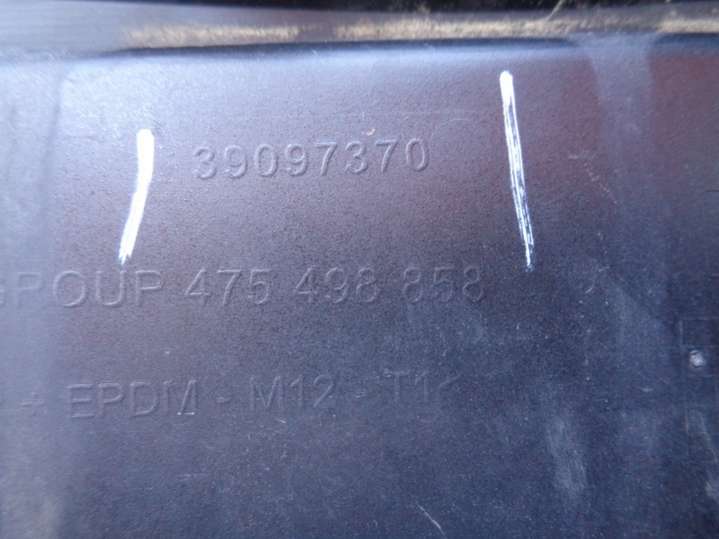 39097370
GROUP 475 498 858
+ EPDM - M12 - T1<